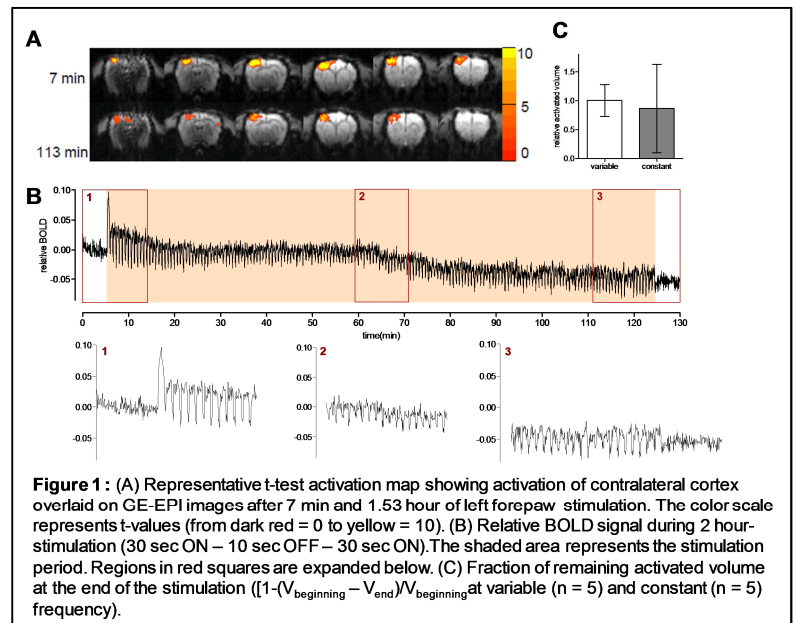 A
7 min
113 min
10
5
0
C
relative activated volume
1.5
1.0
0.5
0.0
variable
constant
B
relative BOLD
0.10
0.05
0.00
-0.05
1
2
3
0 10 20 30 40 50 60 70 80 90 100 110 120 130
time(min)
1
0.10
0.05
0.00
-0.05
2
0.10
0.05
0.00
-0.05
3
0.10
0.05
0.00
-0.05
Figure 1 : (A) Representative t-test activation map showing activation of contralateral cortex
overlaid on GE-EPI images after 7 min and 1.53 hour of left forepaw stimulation. The color scale
represents t-values (from dark red = 0 to yellow = 10). (B) Relative BOLD signal during 2 hour-
stimulation (30 sec ON – 10 sec OFF – 30 sec ON).The shaded area represents the stimulation
period. Regions in red squares are expanded below. (C) Fraction of remaining activated volume
at the end of the stimulation ([1-(Vbeginning – Vend)/Vbeginningat variable (n = 5) and constant (n = 5)
frequency).